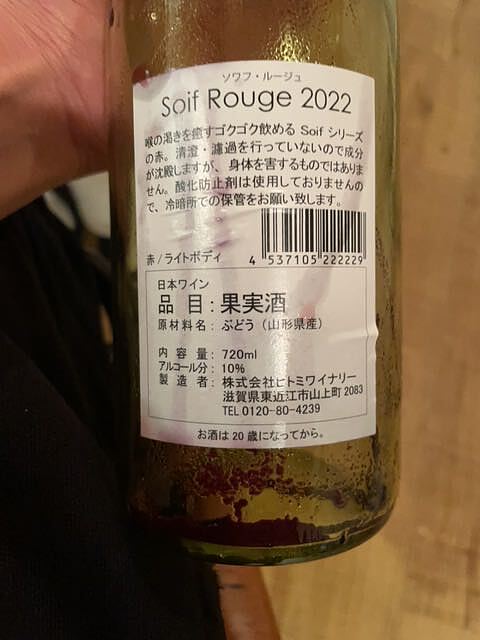 ソワフ・ルージュ
Soif Rouge 2022
喉の渇きを癒すゴクゴク飲める Soif シリーズ
の赤。清澄・濾過を行っていないので成分
が沈殿しますが、身体を害するものではありま
せん。酸化防止剤は使用しておりませんの
で、冷暗所での保管をお願い致します。
赤/ライトボディ
4 537105 222229
日本ワイン
品 目：果実酒
原材料名：ぶどう（山形県産）
内 容 量：720ml
アルコール分：10%
製 造 者：株式会社ヒトミワイナリー
滋賀県東近江市山上町 2083
TEL 0120-80-4239
お酒は 20 歳になってから。